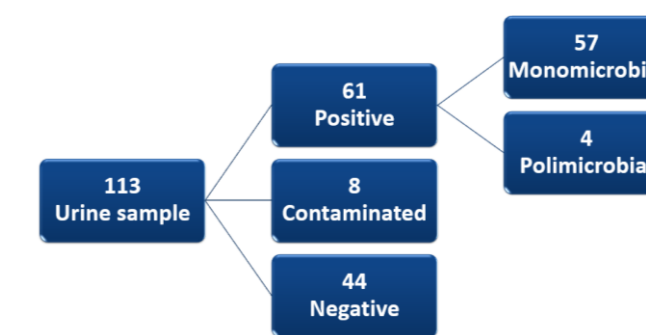 57
Monomicrobi
61
Positive
4
Polimicrobia
113
Urine sample
8
Contaminated
44
Negative